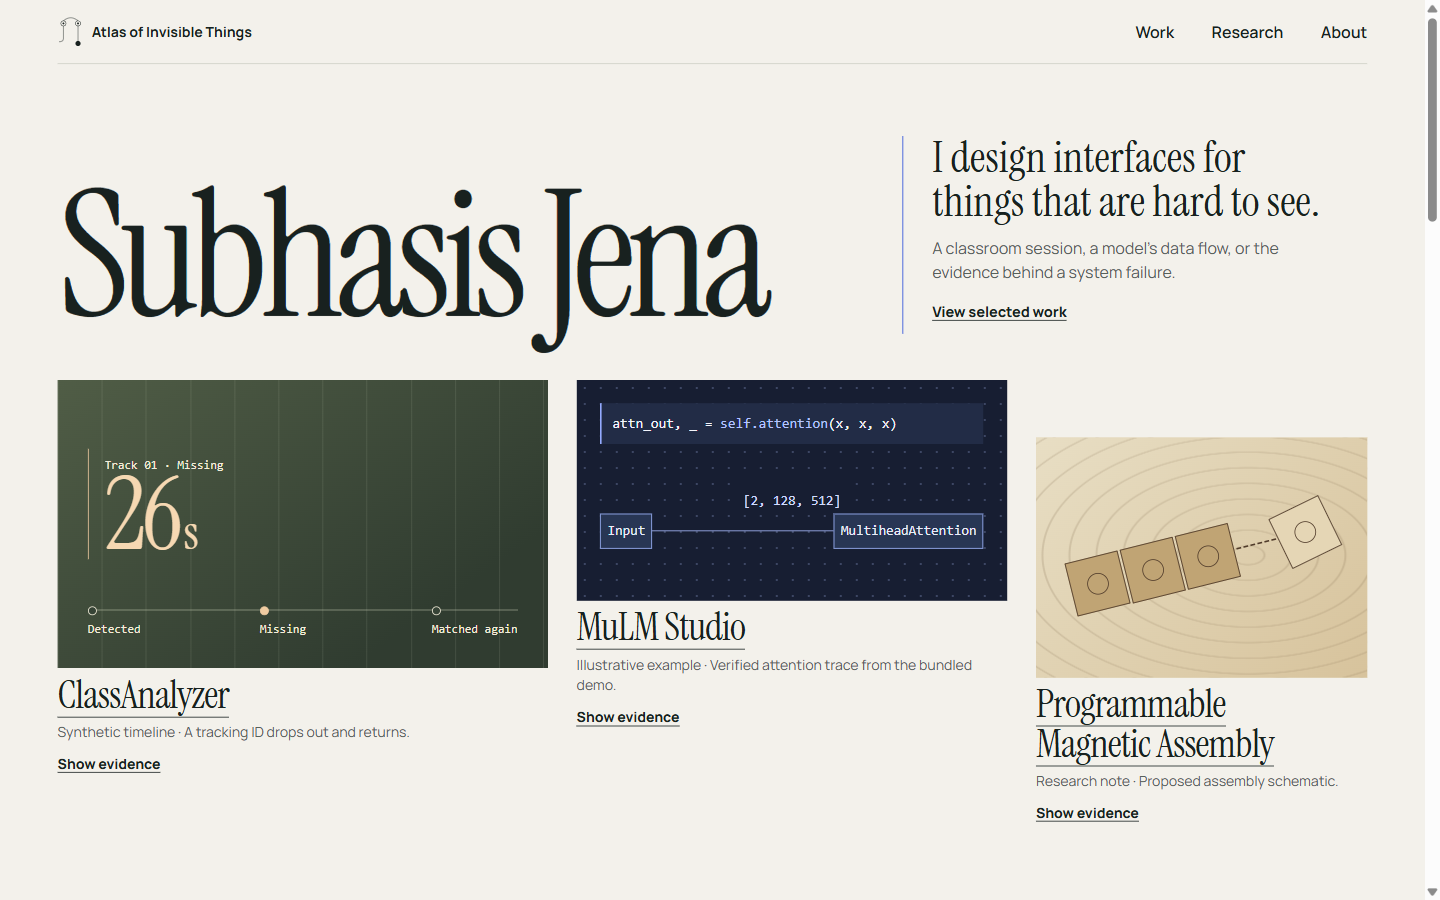 Atlas of Invisible Things
Work
Research
About
Subhasis Jena
I design interfaces for
things that are hard to see.
A classroom session, a model's data flow, or the
evidence behind a system failure.
View selected work
Track 01 · Missing
26s
Detected
Missing
Matched again
ClassAnalyzer
Synthetic timeline · A tracking ID drops out and returns.
Show evidence
attn_out, _ = self.attention(x, x, x)
[2, 128, 512]
Input
MultiheadAttention
MuLM Studio
Illustrative example · Verified attention trace from the bundled
demo.
Show evidence
Programmable
Magnetic Assembly
Research note · Proposed assembly schematic.
Show evidence